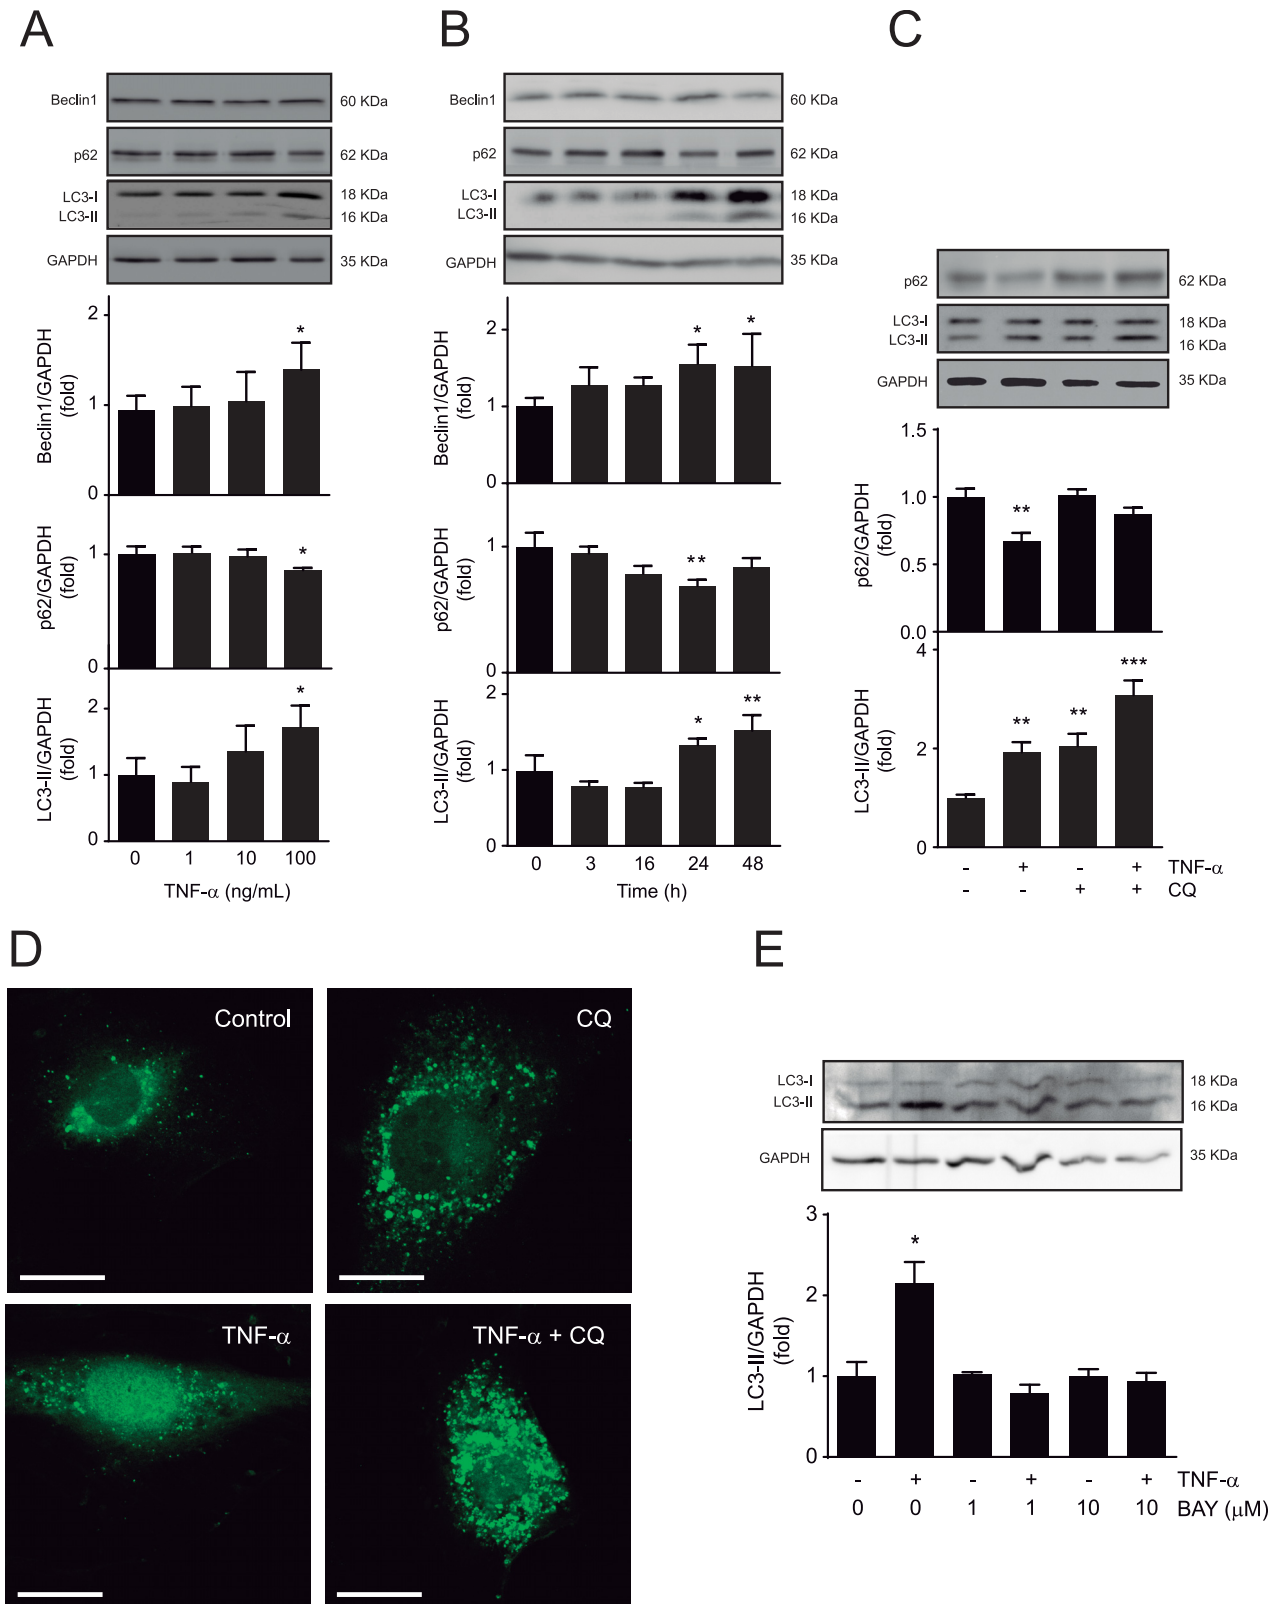 A
Beclin1
60 KDa
p62
62 KDa
LC3-I
18 KDa
LC3-II
16 KDa
GAPDH
35 KDa
Beclin1/GAPDH
(fold)
2
1
0
*
p62/GAPDH
(fold)
1
0
*
LC3-II/GAPDH
(fold)
2
1
0
*
0 1 10 100
TNF-α (ng/mL)
B
Beclin1
60 KDa
p62
62 KDa
LC3-I
18 KDa
LC3-II
16 KDa
GAPDH
35 KDa
Beclin1/GAPDH
(fold)
2
1
0
* *
p62/GAPDH
(fold)
1
0
**
LC3-II/GAPDH
(fold)
2
1
0
* **
0 3 16 24 48
Time (h)
C
p62
62 KDa
LC3-I
18 KDa
LC3-II
16 KDa
GAPDH
35 KDa
p62/GAPDH
(fold)
1.5
1.0
0.5
0.0
**
LC3-II/GAPDH
(fold)
4
2
0
** ** ***
- + - + TNF-α
- - + + CQ
D
Control
CQ
TNF-α
TNF-α + CQ
E
LC3-I
18 KDa
LC3-II
16 KDa
GAPDH
35 KDa
LC3-II/GAPDH
(fold)
3
2
1
0
*
- + - + - + TNF-α
0 0 1 1 10 10 BAY (μM)